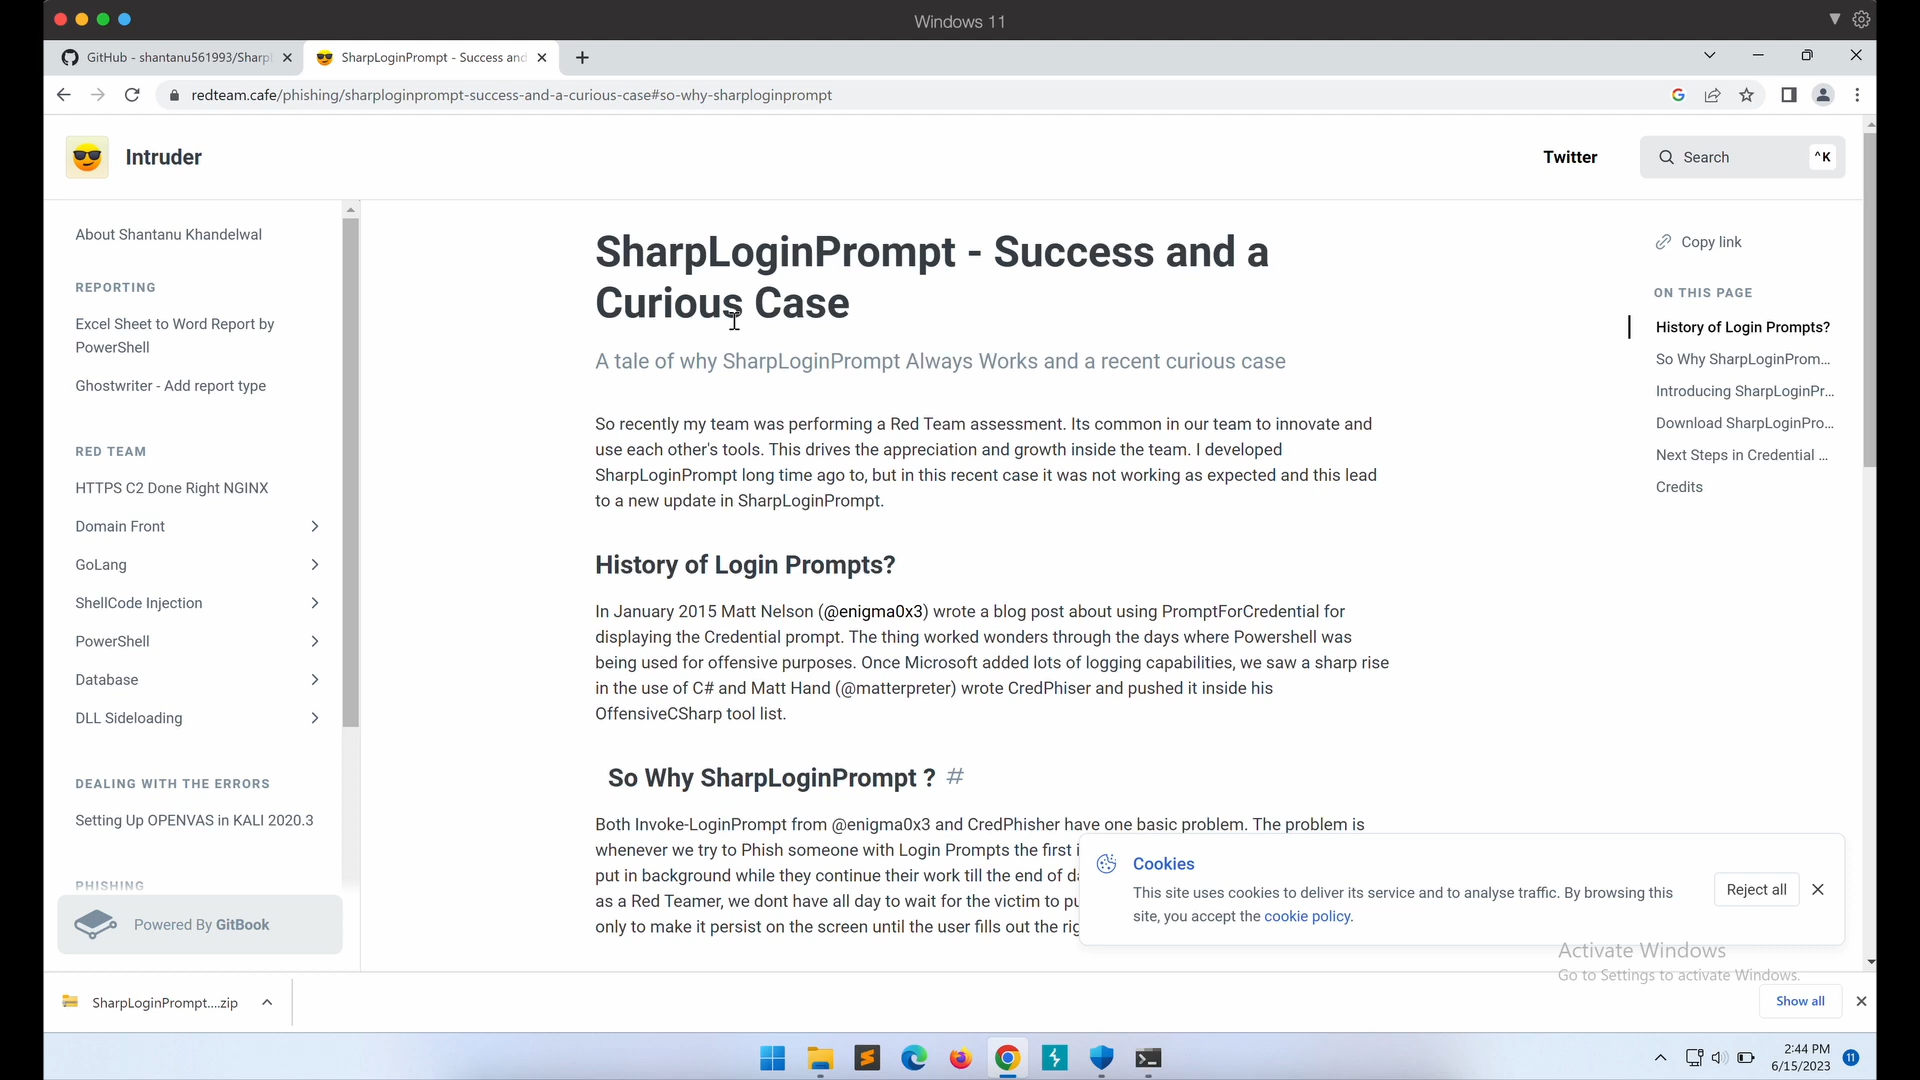 Windows 11
GitHub - shantanu561993/Sharp
SharpLoginPrompt - Success and
redteam.cafe/phishing/sharploginprompt-success-and-a-curious-case#so-why-sharploginprompt
Intruder
Twitter
Search
^K
About Shantanu Khandelwal
REPORTING
Excel Sheet to Word Report by
PowerShell
Ghostwriter - Add report type
RED TEAM
HTTPS C2 Done Right NGINX
Domain Front
GoLang
ShellCode Injection
PowerShell
Database
DLL Sideloading
DEALING WITH THE ERRORS
Setting Up OPENVAS in KALI 2020.3
PHISHING
Powered By GitBook
SharpLoginPrompt - Success and a
Curious Case
A tale of why SharpLoginPrompt Always Works and a recent curious case
So recently my team was performing a Red Team assessment. Its common in our team to innovate and
use each other's tools. This drives the appreciation and growth inside the team. I developed
SharpLoginPrompt long time ago to, but in this recent case it was not working as expected and this lead
to a new update in SharpLoginPrompt.
History of Login Prompts?
In January 2015 Matt Nelson (@enigma0x3) wrote a blog post about using PromptForCredential for
displaying the Credential prompt. The thing worked wonders through the days where Powershell was
being used for offensive purposes. Once Microsoft added lots of logging capabilities, we saw a sharp rise
in the use of C# and Matt Hand (@matterpreter) wrote CredPhiser and pushed it inside his
OffensiveCSharp tool list.
So Why SharpLoginPrompt ? #
Both Invoke-LoginPrompt from @enigma0x3 and CredPhisher have one basic problem. The problem is
whenever we try to Phish someone with Login Prompts the first i
put in background while they continue their work till the end of da
as a Red Teamer, we dont have all day to wait for the victim to pu
only to make it persist on the screen until the user fills out the rig
Copy link
ON THIS PAGE
History of Login Prompts?
So Why SharpLoginProm...
Introducing SharpLoginPr...
Download SharpLoginPro...
Next Steps in Credential ...
Credits
Cookies
This site uses cookies to deliver its service and to analyse traffic. By browsing this
site, you accept the cookie policy.
Reject all
Activate Windows
Go to Settings to activate Windows.
SharpLoginPrompt....zip
Show all
2:44 PM
6/15/2023
11